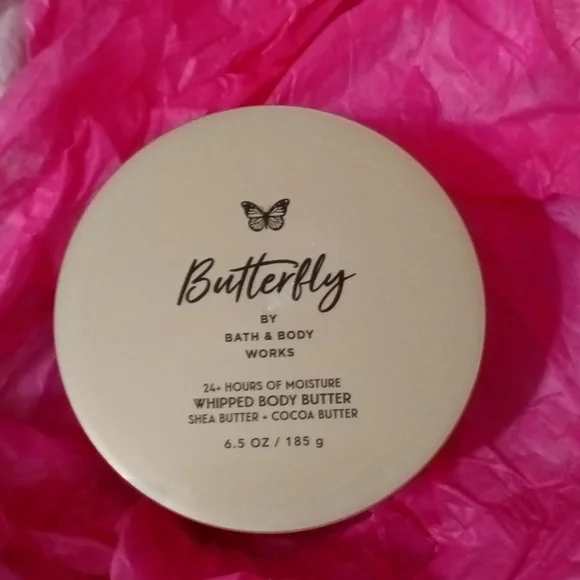 Butterfly
BY
BATH & BODY
WORKS
24+ HOURS OF MOISTURE
WHIPPED BODY BUTTER
SHEA BUTTER + COCOA BUTTER
6.5 OZ / 185 g